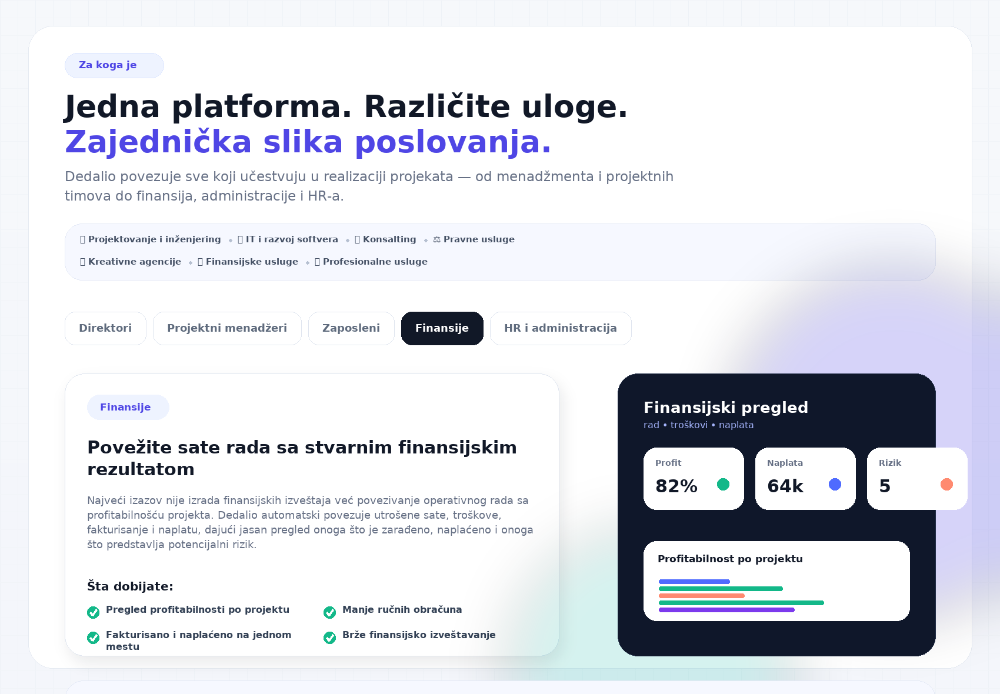 Za koga je
Jedna platforma. Različite uloge.
Zajednička slika poslovanja.
Dedalio povezuje sve koji učestvuju u realizaciji projekata — od menadžmenta i projektnih
timova do finansija, administracije i HR-a.
Projektovanje i inženjering ⬥ IT i razvoj softvera ⬥ Konsalting ⬥ ⚖ Pravne usluge
Kreativne agencije ⬥ Finansijske usluge ⬥ Profesionalne usluge
Direktori Projektni menadžeri Zaposleni Finansije HR i administracija
Finansije
Povežite sate rada sa stvarnim finansijskim
rezultatom
Najveći izazov nije izrada finansijskih izveštaja već povezivanje operativnog rada sa
profitabilnošću projekta. Dedalio automatski povezuje utrošene sate, troškove,
fakturisanje i naplatu, dajući jasan pregled onoga što je zarađeno, naplaćeno i onoga
što predstavlja potencijalni rizik.
Šta dobijate:
Pregled profitabilnosti po projektu
Manje ručnih obračuna
Fakturisano i naplaćeno na jednom
mestu
Brže finansijsko izveštavanje
Finansijski pregled
rad • troškovi • naplata
Profit Naplata Rizik
82% 64k 5
Profitabilnost po projektu